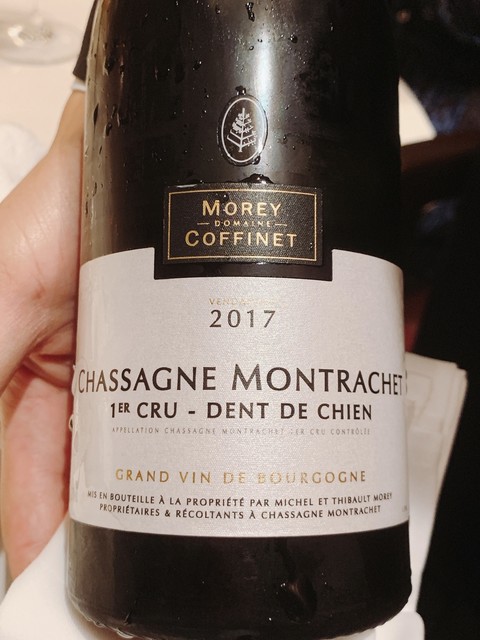 MOREY
DOMAINE
COFFINET
2017
CHASSAGNE MONTRACHET
1ER CRU - DENT DE CHIEN
APPELLATION CHASSAGNE MONTRACHET 1ER CRU CONTRÔLÉE
GRAND VIN DE BOURGOGNE
MIS EN BOUTEILLE À LA PROPRIÉTÉ PAR MICHEL ET THIBAULT MOREY
PROPRIÉTAIRES & RÉCOLTANTS À CHASSAGNE MONTRACHET